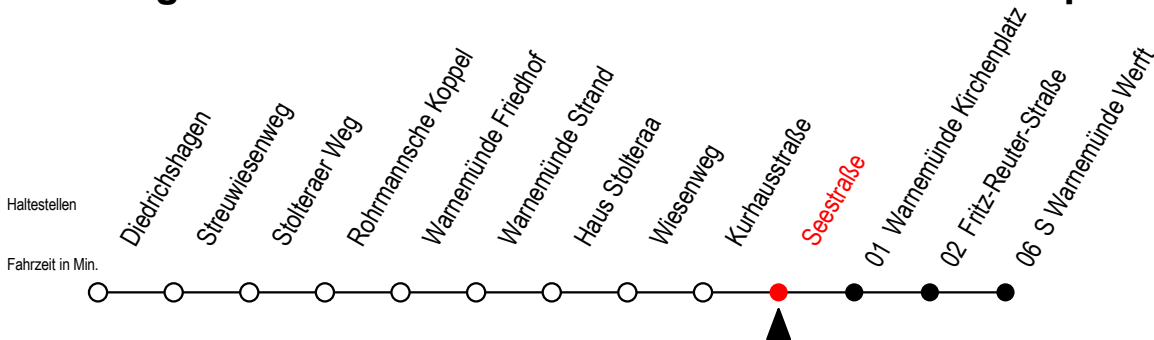 Haltestellen
Fahrzeit in Min.
Diedrichshagen
Streuwiesenweg
Stolteraer Weg
Rohrmannsche Koppel
Warnemünde Friedhof
Warnemünde Strand
Haus Stolteraa
Wiesenweg
Kurhausstraße
Seestraße
01 Warnemünde Kirchenplatz
02 Fritz-Reuter-Straße
06 S Warnemünde Werft